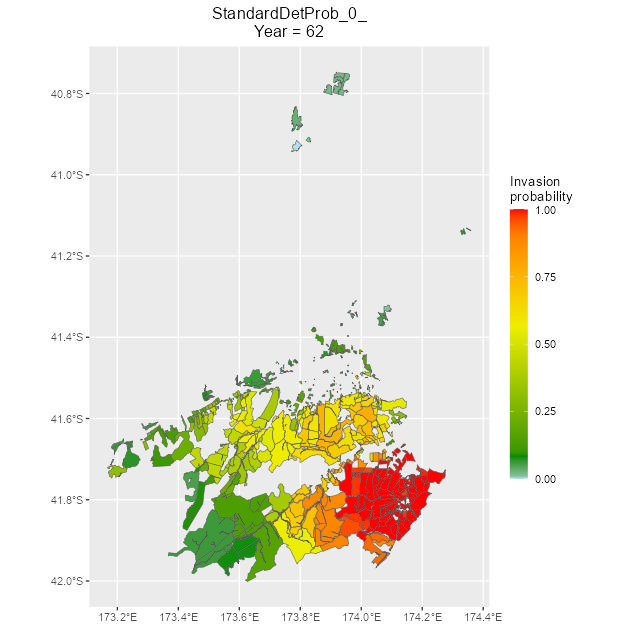 StandardDetProb_0_
Year = 62
40.8°S
41.0°S
41.2°S
41.4°S
41.6°S
41.8°S
42.0°S
173.2°E 173.4°E 173.6°E 173.8°E 174.0°E 174.2°E 174.4°E
Invasion
probability
1.00
0.75
0.50
0.25
0.00